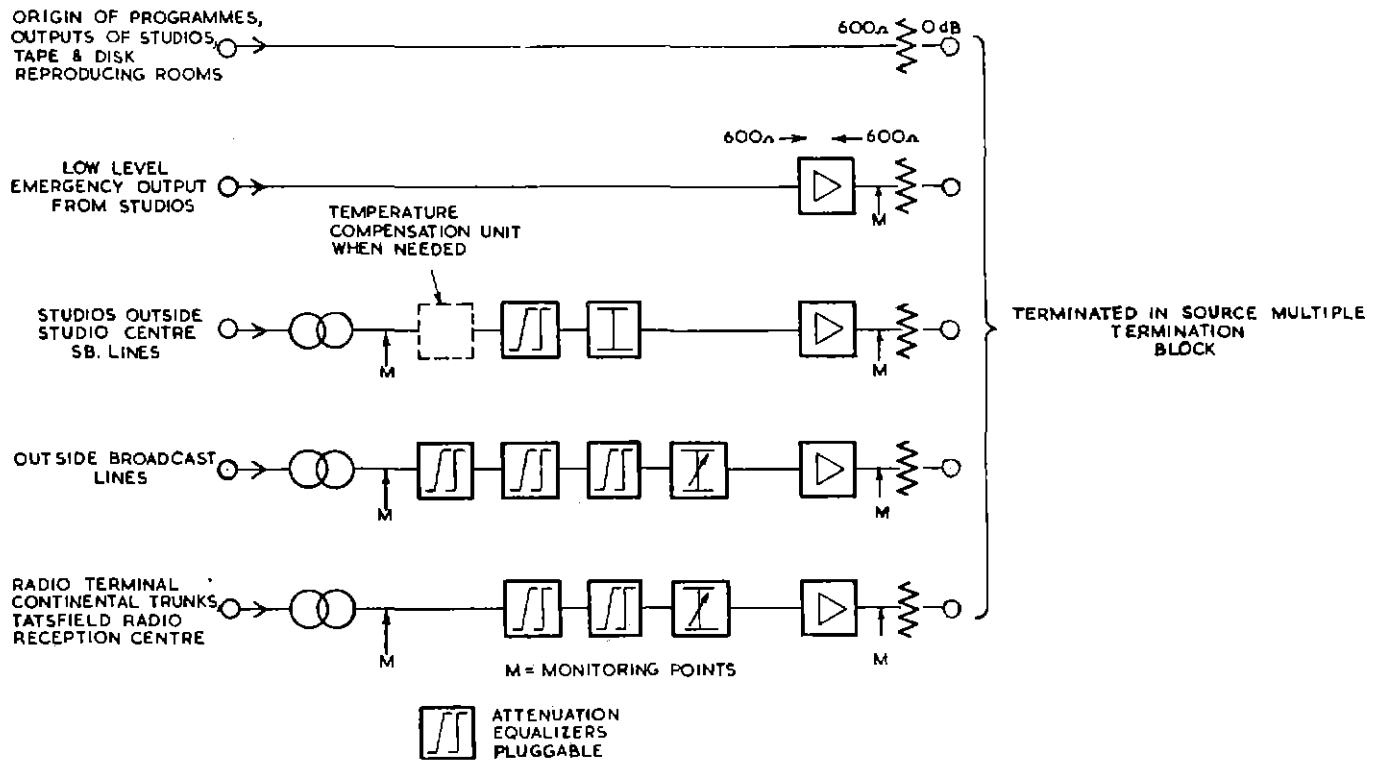 ORIGIN OF PROGRAMMES,
OUTPUTS OF STUDIOS,
TAPE & DISK
REPRODUCING ROOMS
600Ω
0 dB
600Ω
600Ω
LOW LEVEL
EMERGENCY OUTPUT
FROM STUDIOS
M
TEMPERATURE
COMPENSATION UNIT
WHEN NEEDED
STUDIOS OUTSIDE
STUDIO CENTRE
SB. LINES
M
M
TERMINATED IN SOURCE MULTIPLE
TERMINATION
BLOCK
OUTSIDE BROADCAST
LINES
M
M
RADIO TERMINAL
CONTINENTAL TRUNKS,
TATSFIELD RADIO
RECEPTION CENTRE
M
M
M = MONITORING POINTS
ATTENUATION
EQUALIZERS
PLUGGABLE